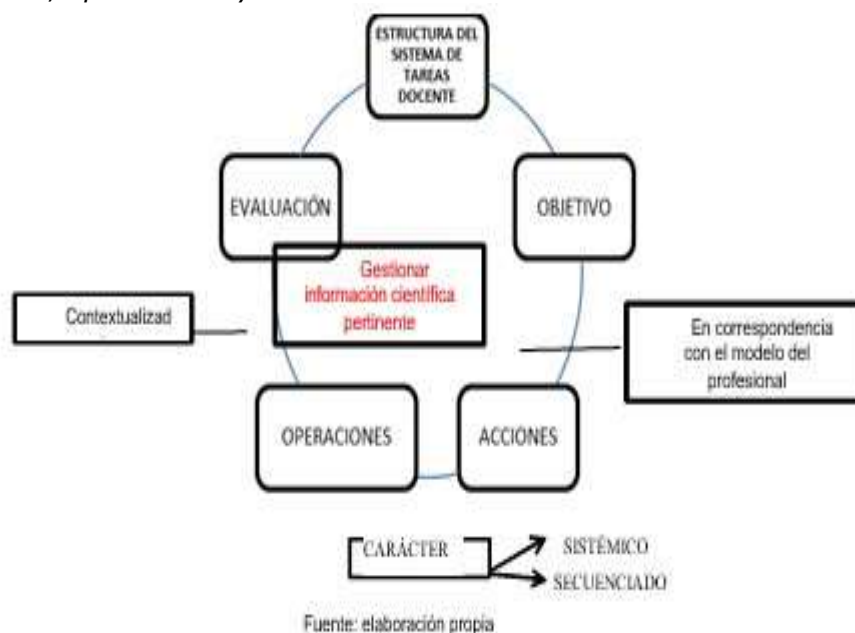 ESTRUCTURA DEL
SISTEMA DE
TAREAS
DOCENTE
EVALUACIÓN
OBJETIVO
Gestionar
información científica
pertinente
Contextualizad
En correspondencia
con el modelo del
profesional
OPERACIONES
ACCIONES
CARÁCTER
SISTÉMICO
SECUENCIADO
Fuente: elaboración propia